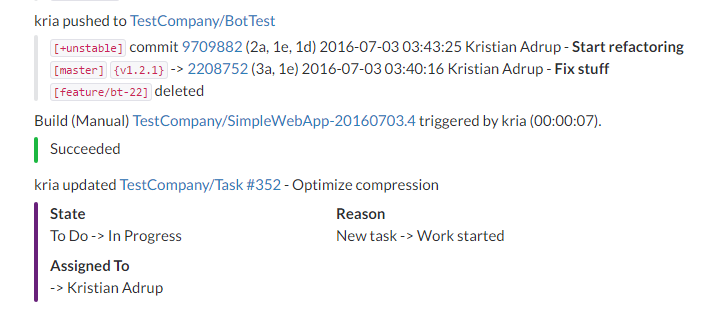 kria pushed to TestCompany/BotTest
[+unstable] commit 9709882 (2a, 1e, 1d) 2016-07-03 03:43:25 Kristian Adrup - Start refactoring
[master] {v1.2.1} -> 2208752 (3a, 1e) 2016-07-03 03:40:16 Kristian Adrup - Fix stuff
[feature/bt-22] deleted
Build (Manual) TestCompany/SimpleWebApp-20160703.4 triggered by kria (00:00:07).
Succeeded
kria updated TestCompany/Task #352 - Optimize compression
State Reason
To Do -> In Progress New task -> Work started
Assigned To
-> Kristian Adrup